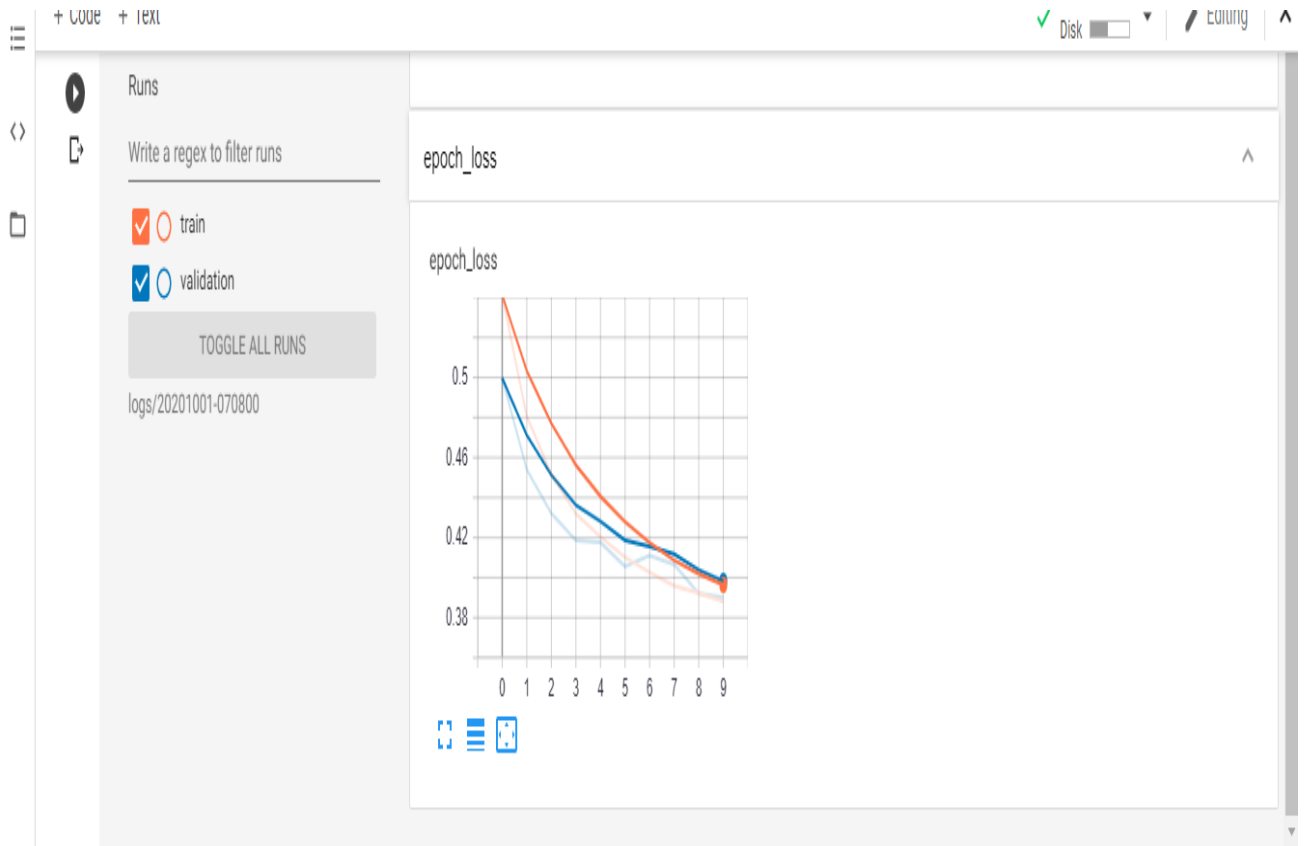 + Code + Text
Disk
Editing
Runs
Write a regex to filter runs
train
validation
TOGGLE ALL RUNS
logs/20201001-070800
epoch_loss
epoch_loss
0.5
0.46
0.42
0.38
0 1 2 3 4 5 6 7 8 9